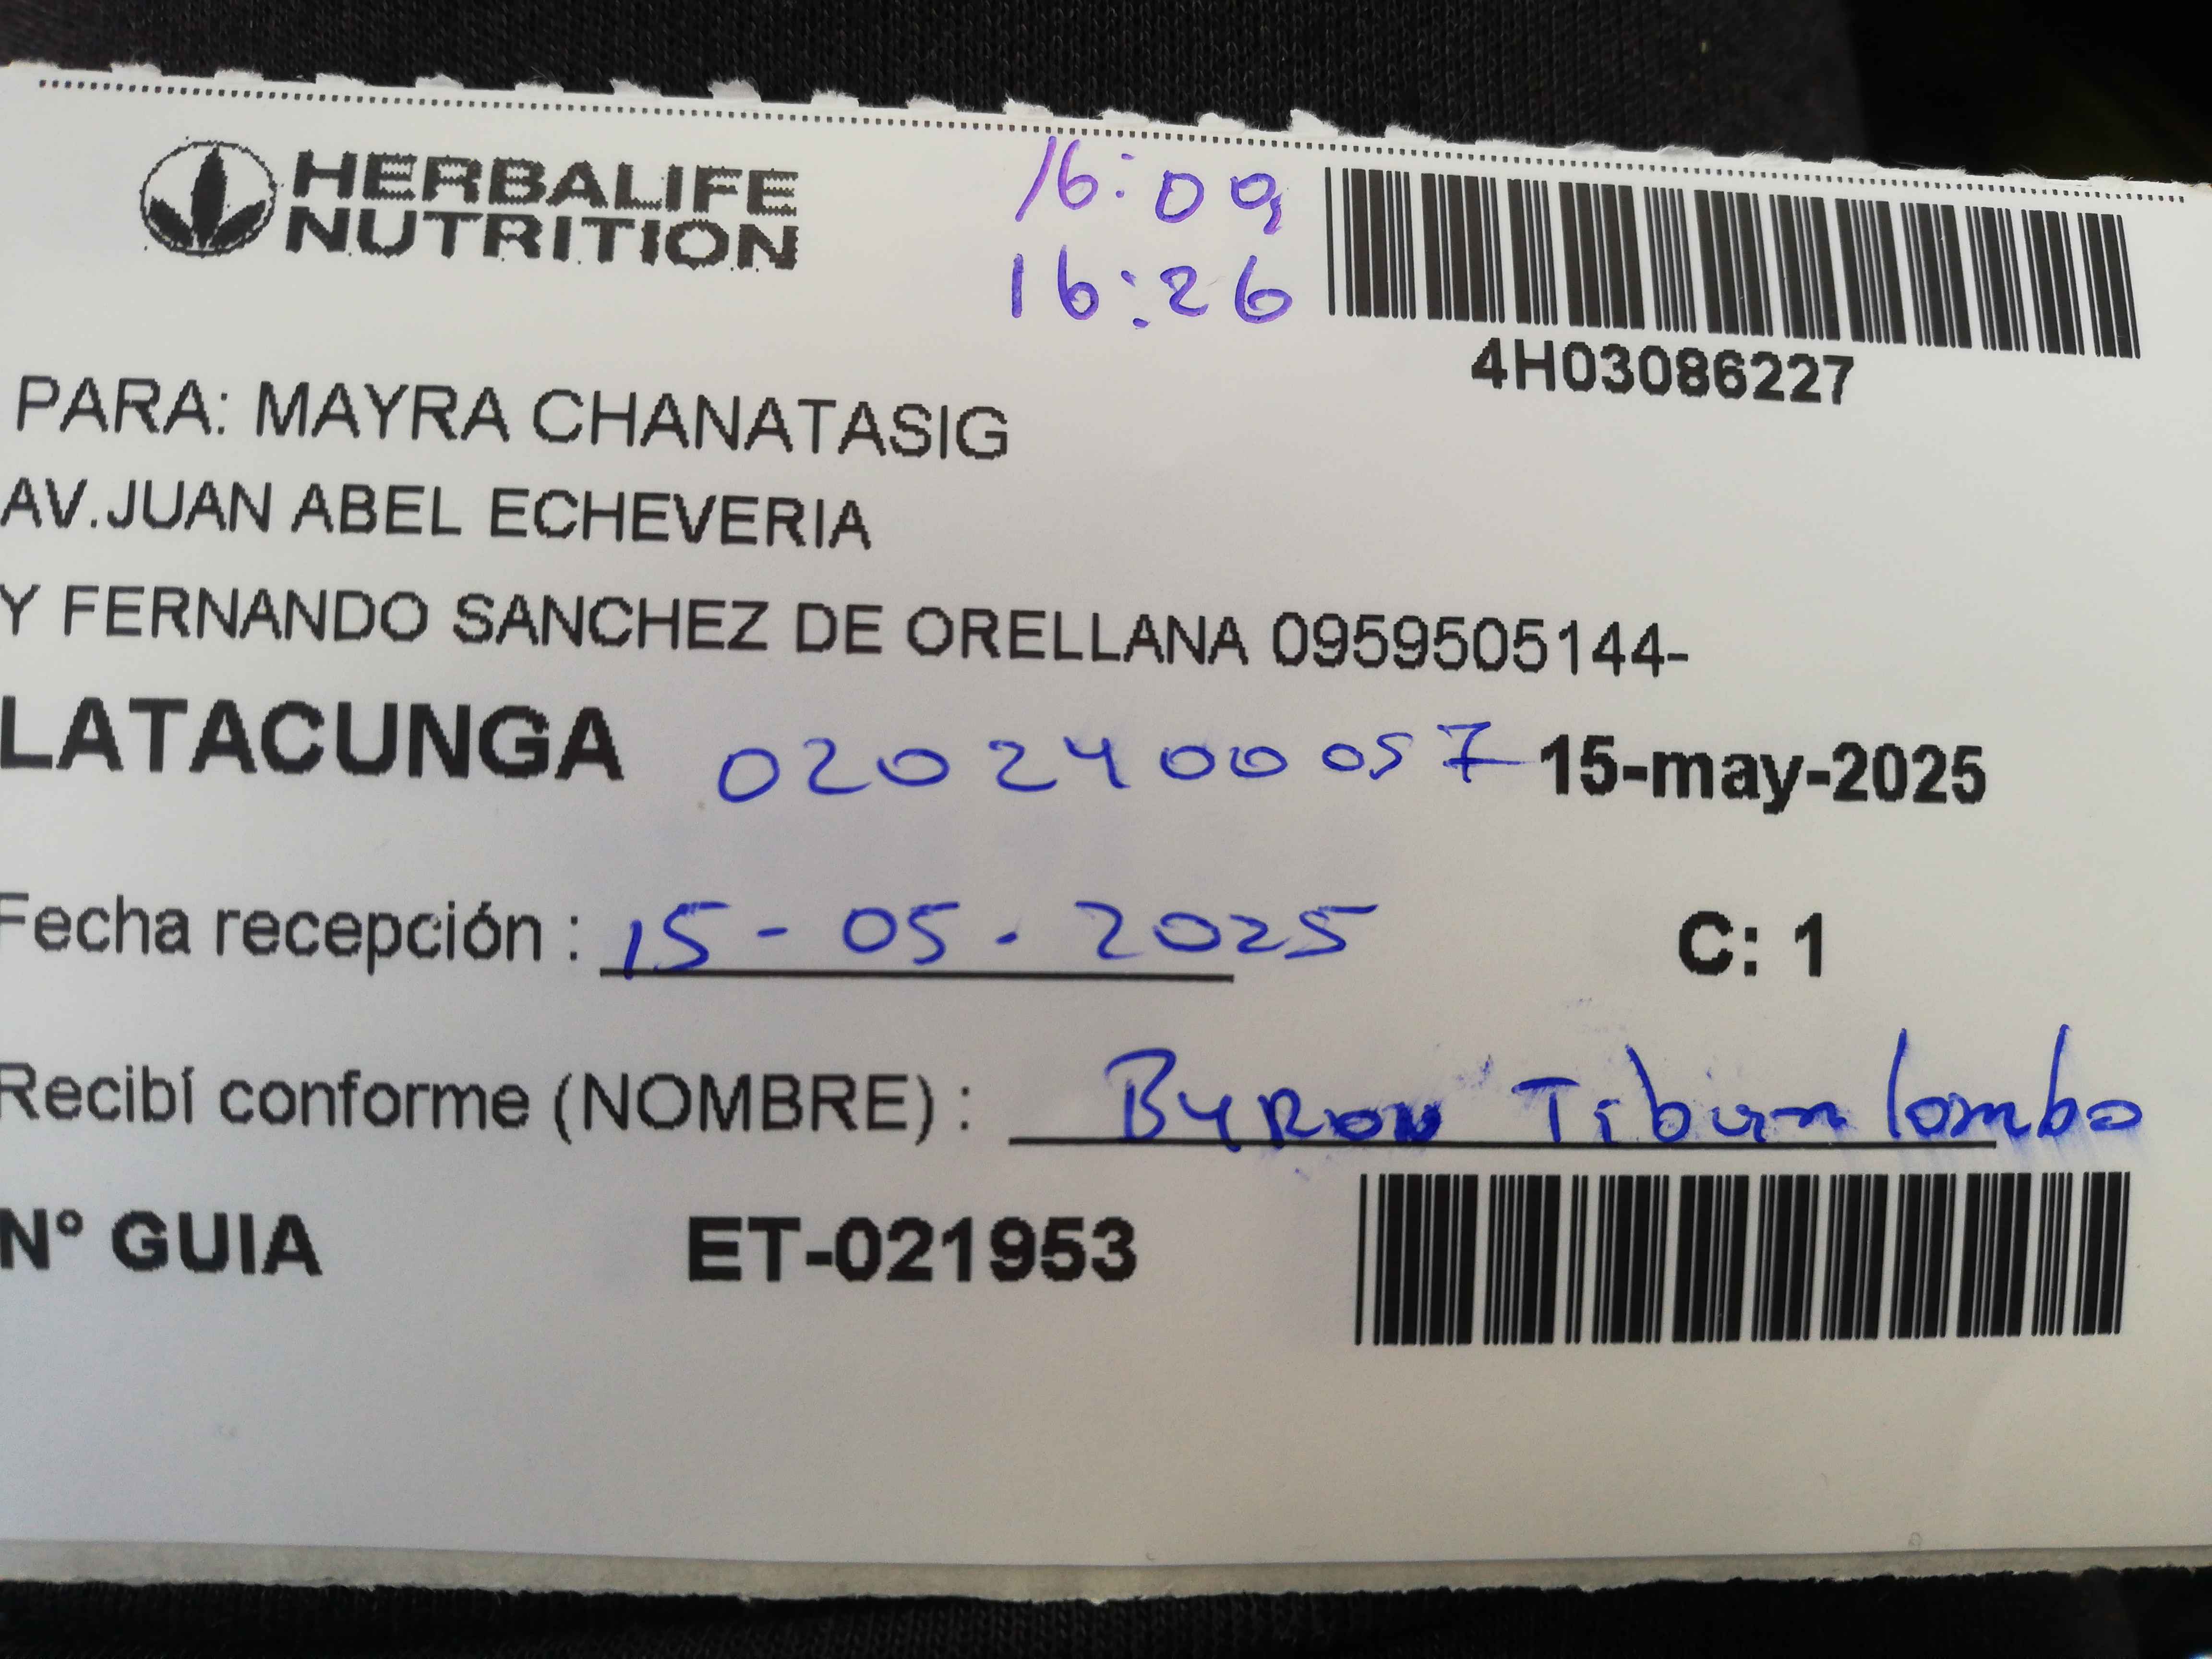 HERBALIFE
NUTRITION
16:09
16:26
4H03086227
PARA: MAYRA CHANATASIG
AV.JUAN ABEL ECHEVERIA
Y FERNANDO SANCHEZ DE ORELLANA 0959505144-
LATACUNGA 0202400057 15-may-2025
Fecha recepción : 15-05-2025 C: 1
Recibí conforme (NOMBRE) : Byron
N° GUIA ET-021953